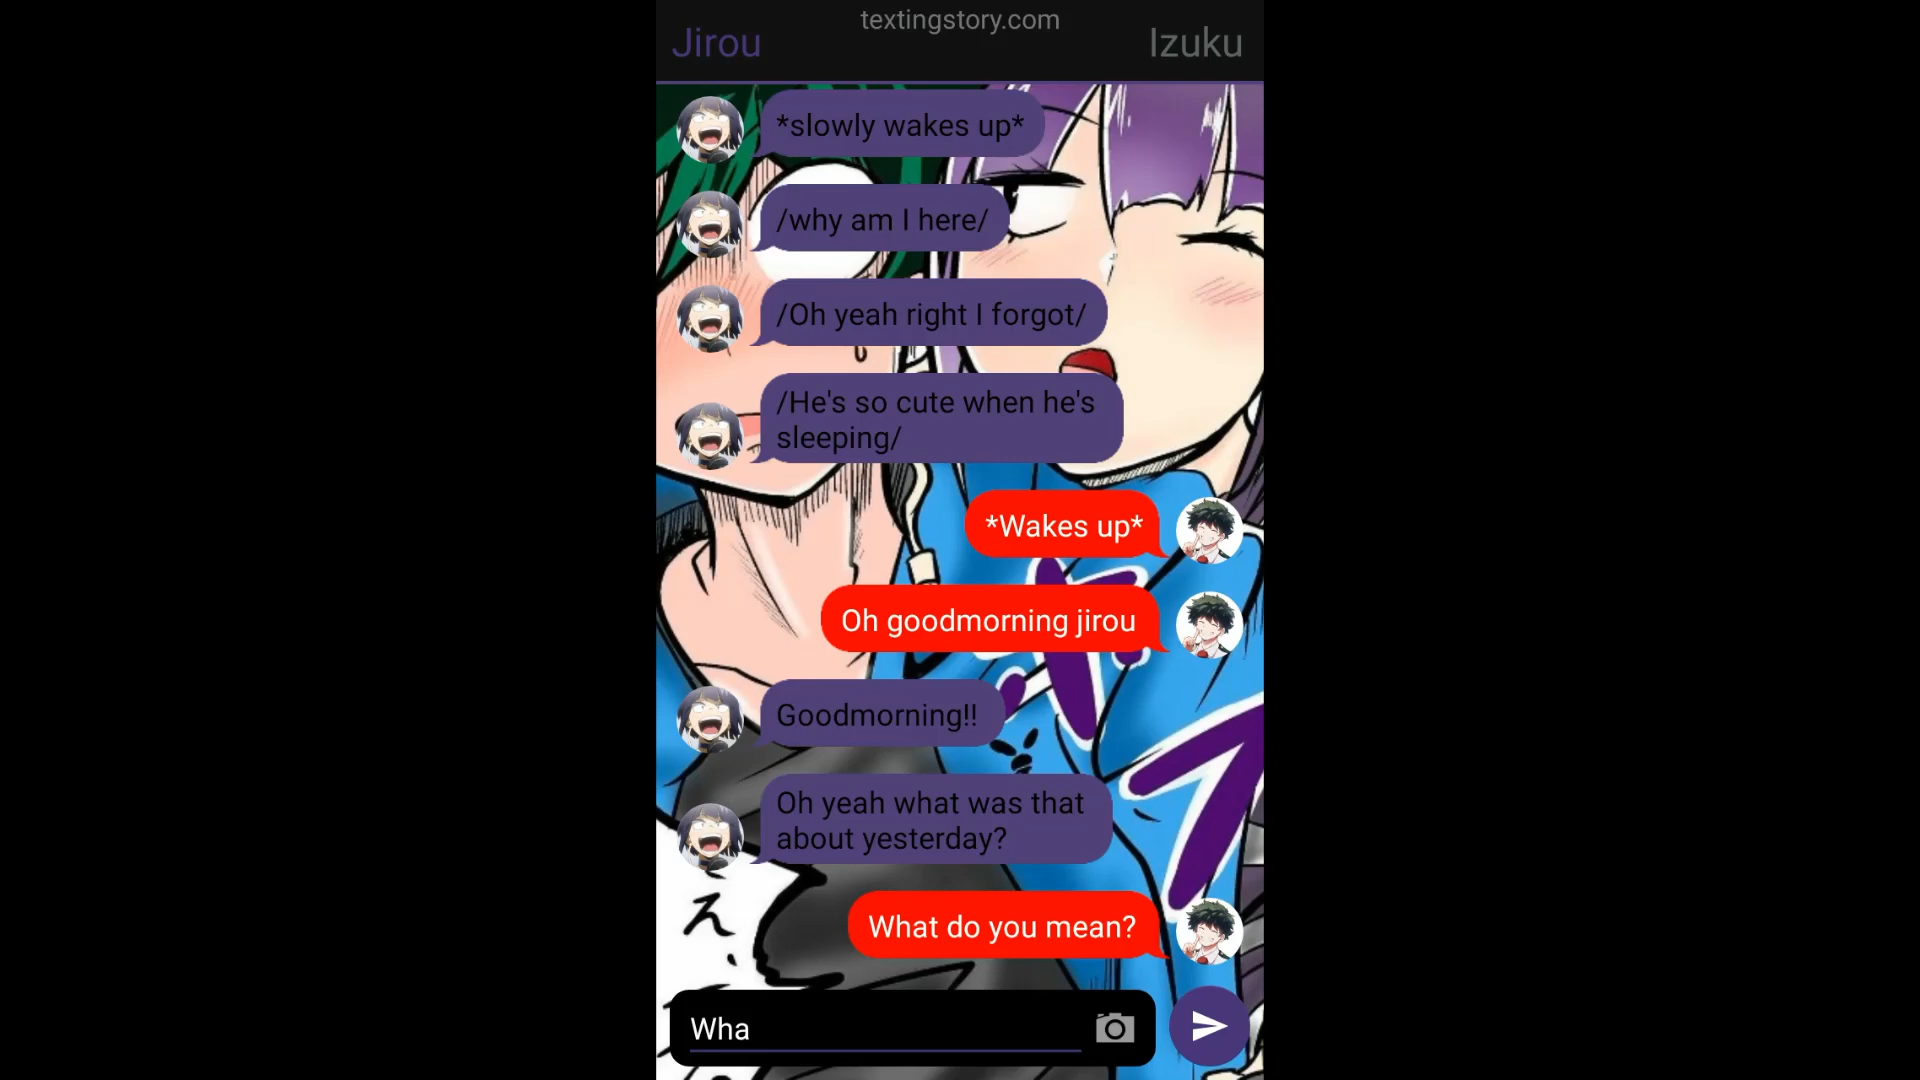 textingstory.com
Jirou
Izuku
*slowly wakes up*
/why am I here/
/Oh yeah right I forgot/
/He's so cute when he's
sleeping/
*Wakes up*
Oh goodmorning jirou
Goodmorning!!
Oh yeah what was that
about yesterday?
What do you mean?
え
Wha